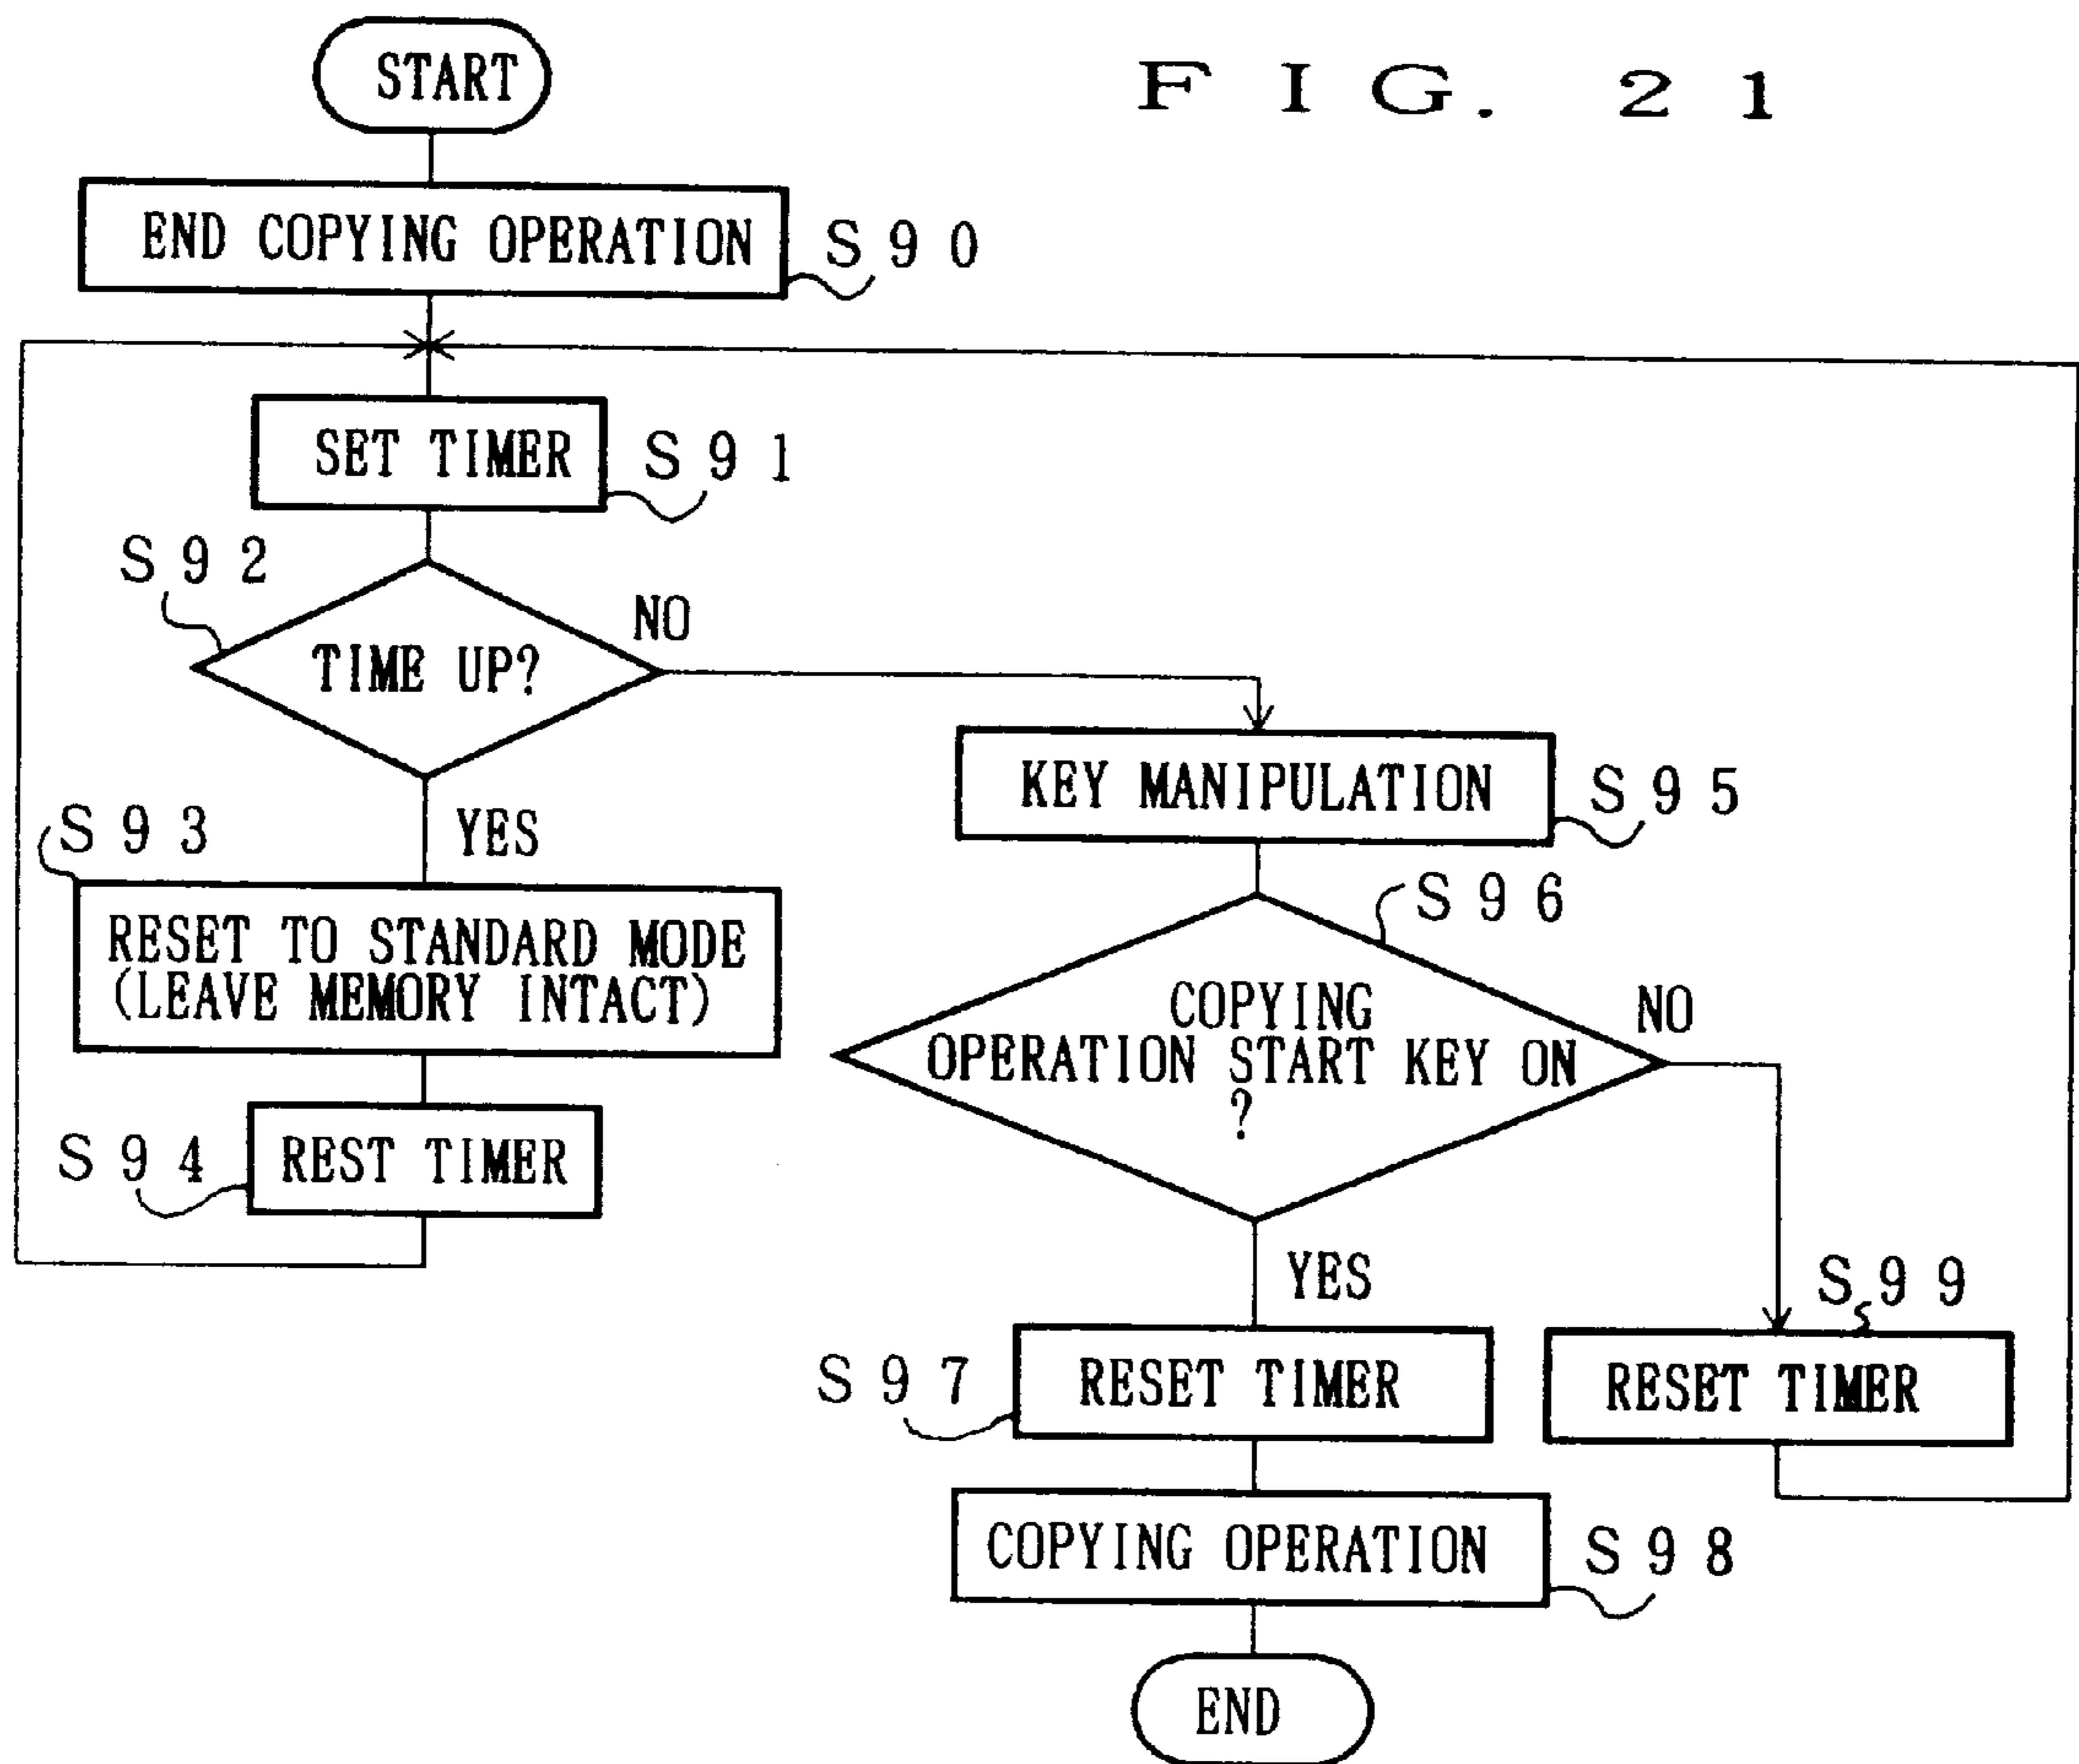 START
F I G. 2 1
END COPYING OPERATION
S 9 0
SET TIMER
S 9 1
S 9 2
TIME UP?
NO
YES
S 9 3
RESET TO STANDARD MODE
(LEAVE MEMORY INTACT)
S 9 4
REST TIMER
KEY MANIPULATION
S 9 5
S 9 6
COPYING
OPERATION START KEY ON
?
NO
YES
S 9 7
RESET TIMER
S 9 9
RESET TIMER
COPYING OPERATION
S 9 8
END